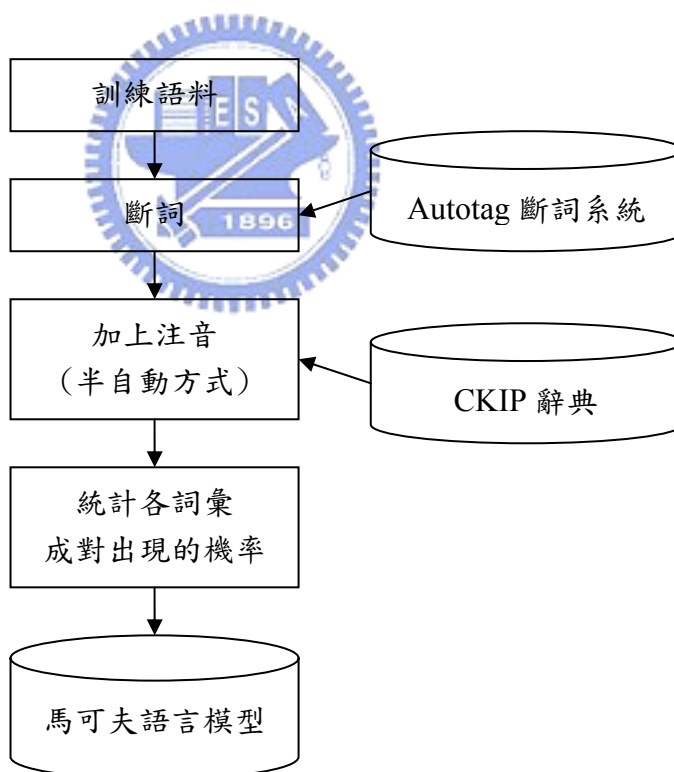 訓練語料
ES
斷詞
1896
Autotag 斷詞系統
加上注音
（半自動方式）
CKIP 辭典
統計各詞彙
成對出現的機率
馬可夫語言模型